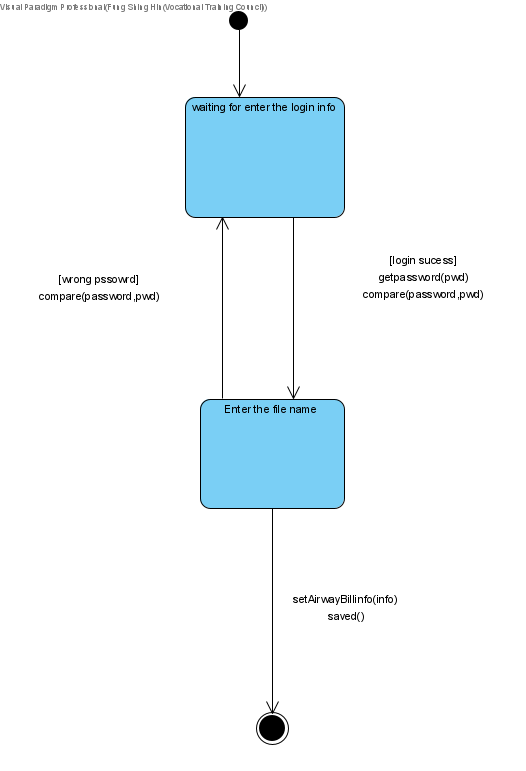 Visual Paradigm Professional(Fung Shing Hin(Vocational Training Council))
waiting for enter the login info
[login sucess]
getpassword(pwd)
compare(password,pwd)
[wrong pssowrd]
compare(password,pwd)
Enter the file name
setAirwayBillinfo(info)
saved()